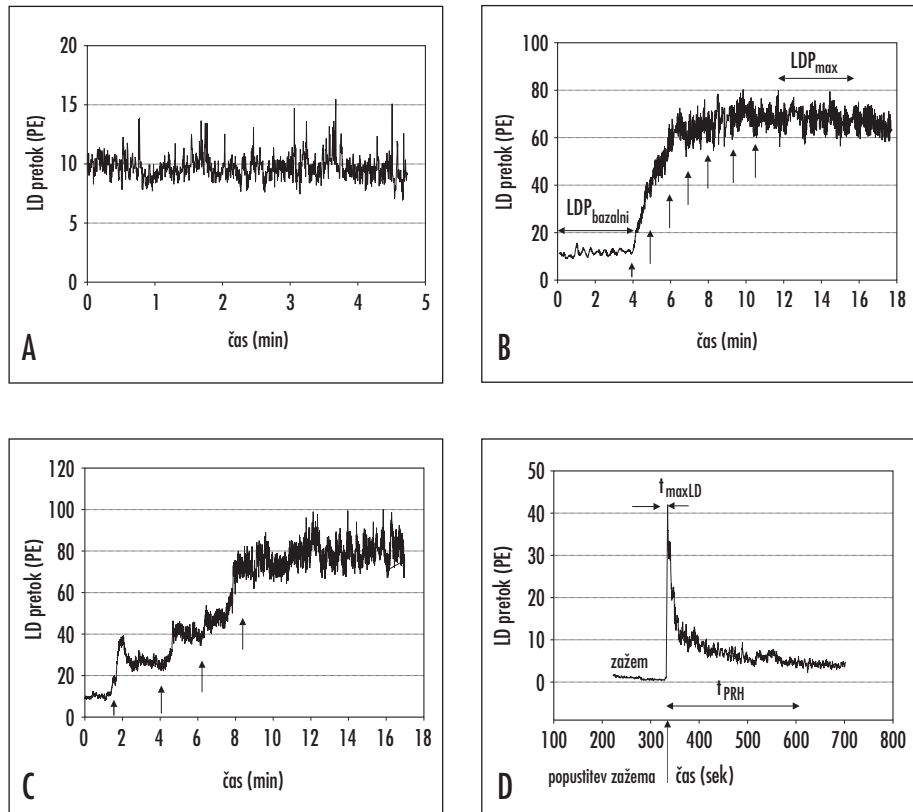 20
15
10
5
0
LD pretok (PE)
0 1 2 3 4 5
čas (min)
A
100
80
60
40
20
0
LD pretok (PE)
LDPmax
LDPbazalni
0 2 4 6 8 10 12 14 16 18
čas (min)
B
120
100
80
60
40
20
0
LD pretok (PE)
0 2 4 6 8 10 12 14 16 18
čas (min)
C
50
40
30
20
10
0
LD pretok (PE)
tmaxLD
zažem
tPRH
100 200 300 400 500 600 700 800
popustitev zažema čas (sek)
D